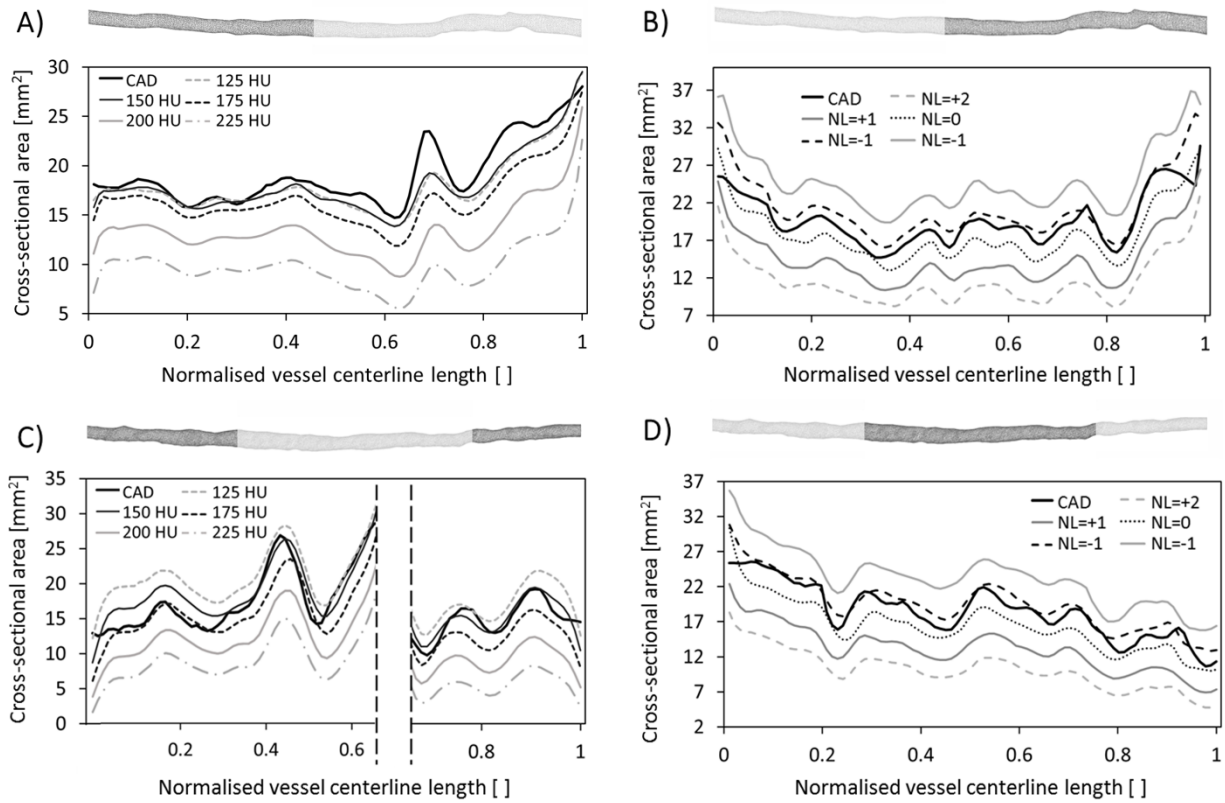 A)
Cross-sectional area [mm²]
30
25
20
15
10
5
CAD 125 HU
150 HU 175 HU
200 HU 225 HU
0 0.2 0.4 0.6 0.8 1
Normalised vessel centerline length [ ]
B)
Cross-sectional area [mm²]
37
32
27
22
17
12
7
CAD NL=+2
NL=+1 NL=0
NL=-1 NL=-1
0 0.2 0.4 0.6 0.8 1
Normalised vessel centerline length [ ]
C)
Cross-sectional area [mm²]
35
30
25
20
15
10
5
0
CAD 125 HU
150 HU 175 HU
200 HU 225 HU
0.2 0.4 0.6 0.8 1
Normalised vessel centerline length [ ]
D)
Cross-sectional area [mm²]
37
32
27
22
17
12
7
2
CAD NL=+2
NL=+1 NL=0
NL=-1 NL=-1
0 0.2 0.4 0.6 0.8 1
Normalised vessel centerline length [ ]